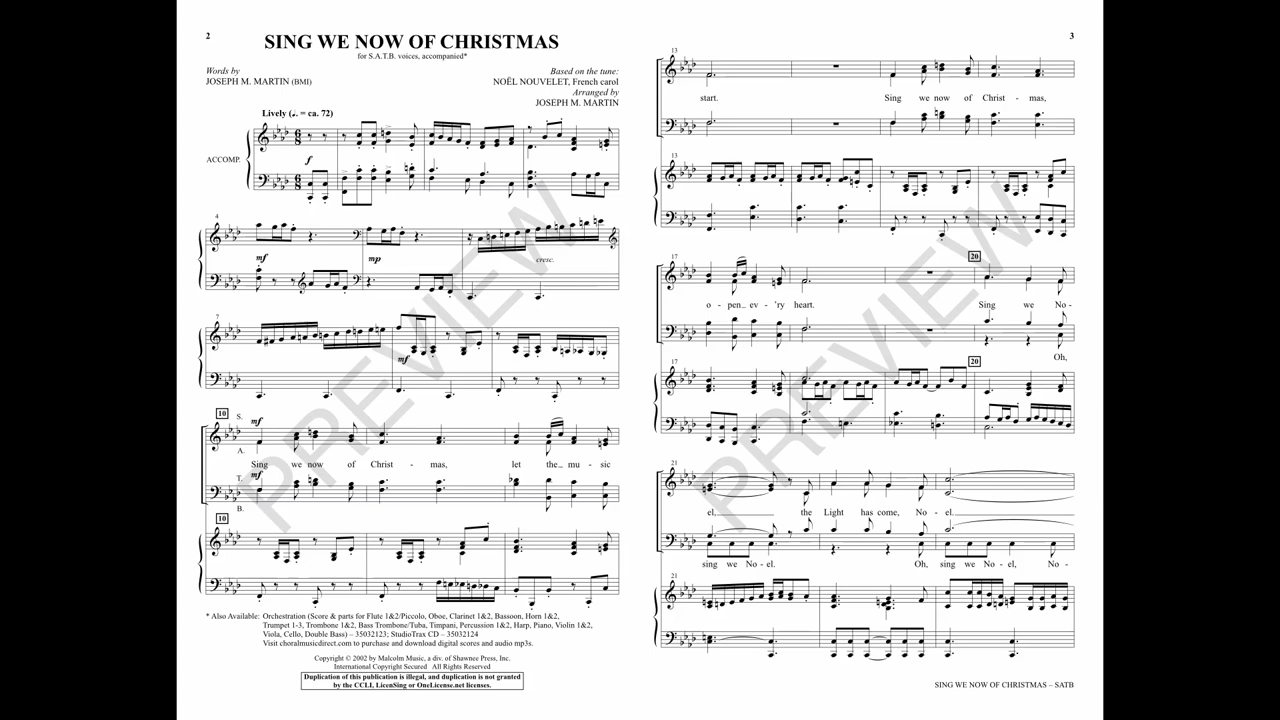 2
SING WE NOW OF CHRISTMAS
for S.A.T.B. voices, accompanied*
Words by
JOSEPH M. MARTIN (BMI)
Based on the tune:
NOËL NOUVELET, French carol
Arranged by
JOSEPH M. MARTIN
Lively (♩. = ca. 72)
ACCOMP.
f
4
mf
mp
cresc.
7
mf
10
S.
mf
A.
Sing we now of Christ - mas, let the_ mu - sic
mf
T.
B.
10
* Also Available: Orchestration (Score & parts for Flute 1&2/Piccolo, Oboe, Clarinet 1&2, Bassoon, Horn 1&2,
Trumpet 1-3, Trombone 1&2, Bass Trombone/Tuba, Timpani, Percussion 1&2, Harp, Piano, Violin 1&2,
Viola, Cello, Double Bass) – 35032123; StudioTrax CD – 35032124
Visit choralmusicdirect.com to purchase and download digital scores and audio mp3s.
Copyright © 2002 by Malcolm Music, a div. of Shawnee Press, Inc.
International Copyright Secured All Rights Reserved
Duplication of this publication is illegal, and duplication is not granted
by the CCLI, LicenSing or OneLicense.net licenses.
PREVIEW
3
13
start. Sing we now of Christ - mas,
13
17
20
o - pen_ ev - 'ry heart. Sing we No -
Oh,
17
20
21
el, the Light has come, No - el.
sing we No - el. Oh, sing we No - el, No -
21
SING WE NOW OF CHRISTMAS – SATB
PREVIEW